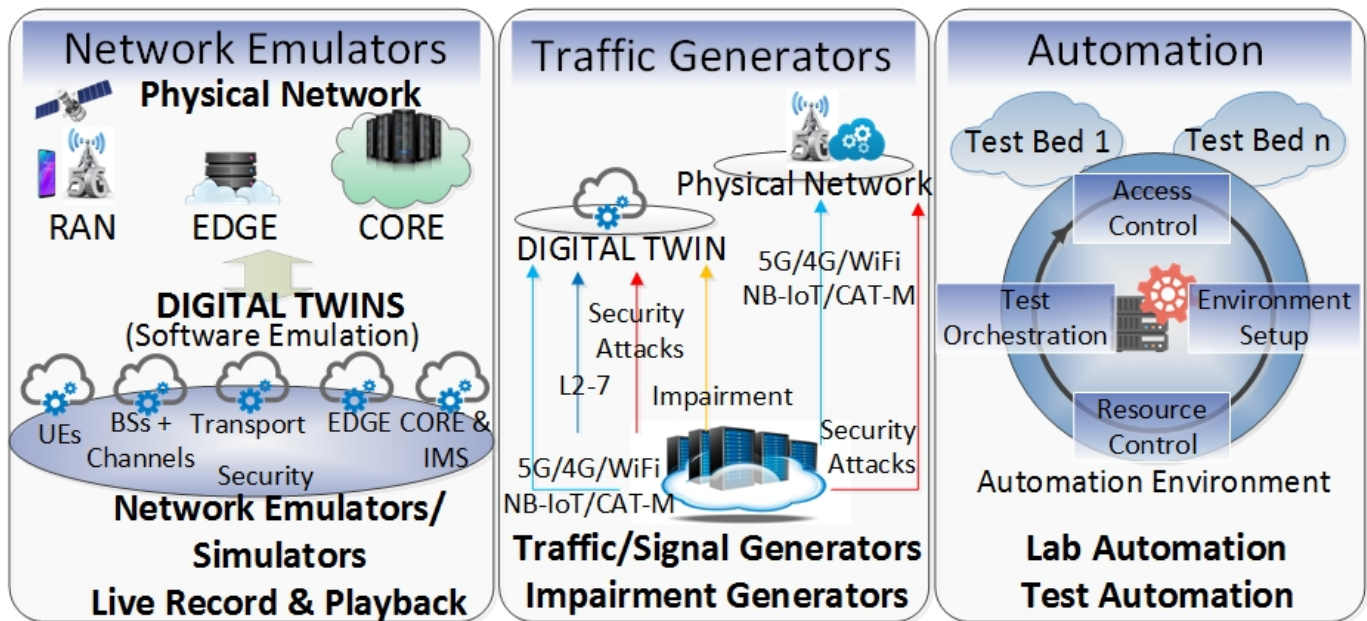 Network Emulators
Physical Network
5G
RAN
EDGE
CORE
DIGITAL TWINS
(Software Emulation)
UEs
BSs +
Channels
Transport
EDGE
CORE &
IMS
Security
Network Emulators/
Simulators
Live Record & Playback
Traffic Generators
5G
Physical Network
DIGITAL TWIN
5G/4G/WiFi
NB-IoT/CAT-M
Security
Attacks
L2-7
Impairment
Security
Attacks
5G/4G/WiFi
NB-IoT/CAT-M
Traffic/Signal Generators
Impairment Generators
Automation
Test Bed 1
Test Bed n
Access
Control
Test
Orchestration
Environment
Setup
Resource
Control
Automation Environment
Lab Automation
Test Automation